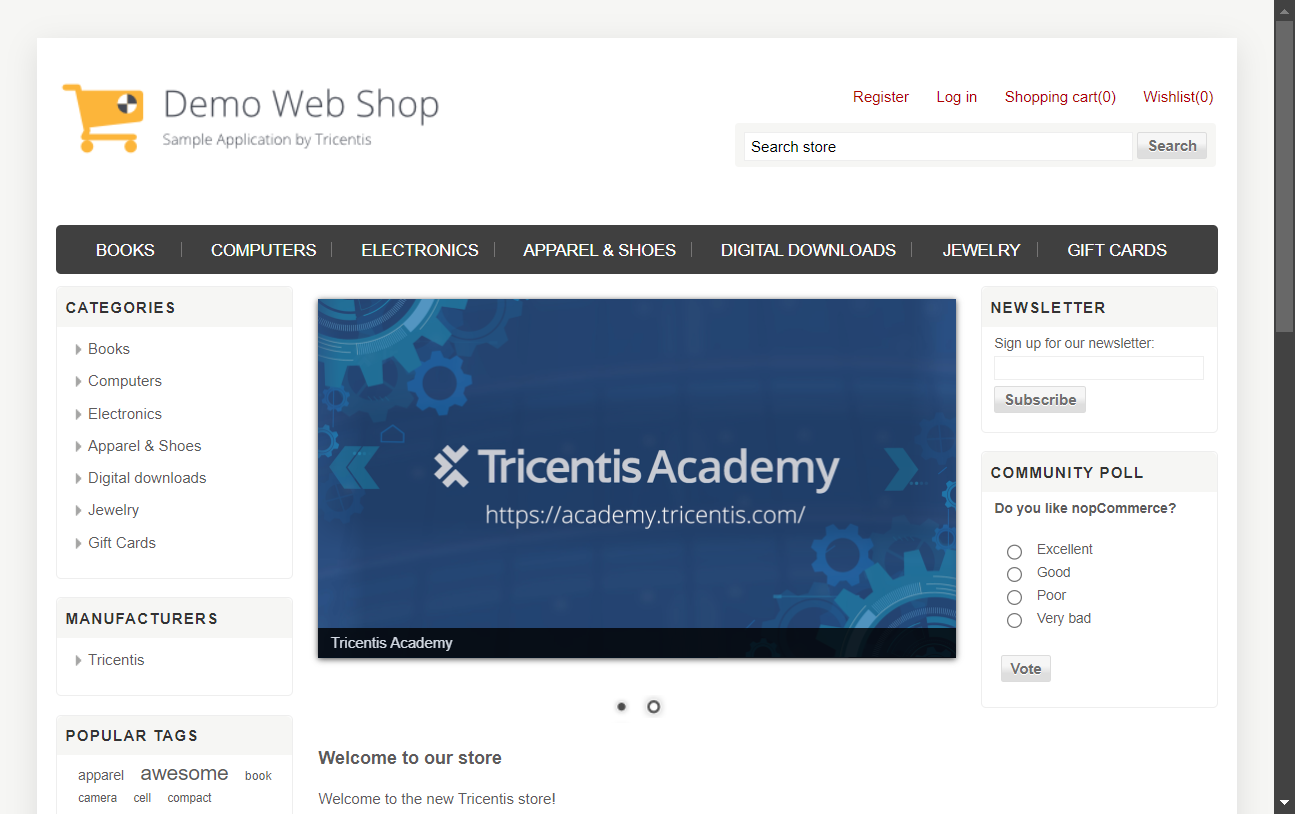 Demo Web Shop
Sample Application by Tricentis
Register Log in Shopping cart(0) Wishlist(0)
Search store Search
BOOKS COMPUTERS ELECTRONICS APPAREL & SHOES DIGITAL DOWNLOADS JEWELRY GIFT CARDS
CATEGORIES
Books
Computers
Electronics
Apparel & Shoes
Digital downloads
Jewelry
Gift Cards
MANUFACTURERS
Tricentis
POPULAR TAGS
apparel awesome book
camera cell compact
Tricentis Academy
https://academy.tricentis.com/
Tricentis Academy
Welcome to our store
Welcome to the new Tricentis store!
NEWSLETTER
Sign up for our newsletter:
Subscribe
COMMUNITY POLL
Do you like nopCommerce?
Excellent
Good
Poor
Very bad
Vote